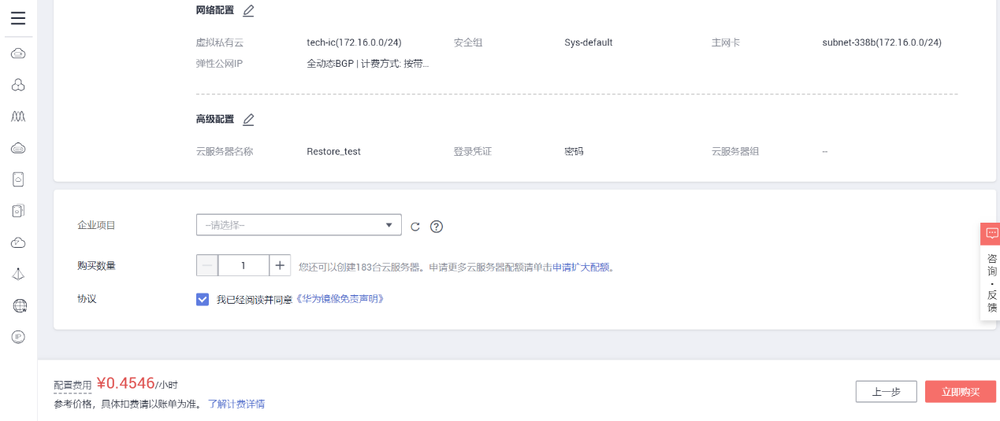 网络配置
虚拟私有云 tech-ic(172.16.0.0/24) 安全组 Sys-default 主网卡 subnet-338b(172.16.0.0/24)
弹性公网IP 全动态BGP | 计费方式: 按带...
高级配置
云服务器名称 Restore_test 登录凭证 密码 云服务器组 --
企业项目 --请选择--
购买数量 1 您还可以创建183台云服务器。申请更多云服务器配额请单击申请扩大配额。
协议 我已经阅读并同意《华为镜像免责声明》
咨询·反馈
配置费用 ¥0.4546/小时
参考价格，具体扣费请以账单为准。 了解计费详情
上一步 立即购买
IP